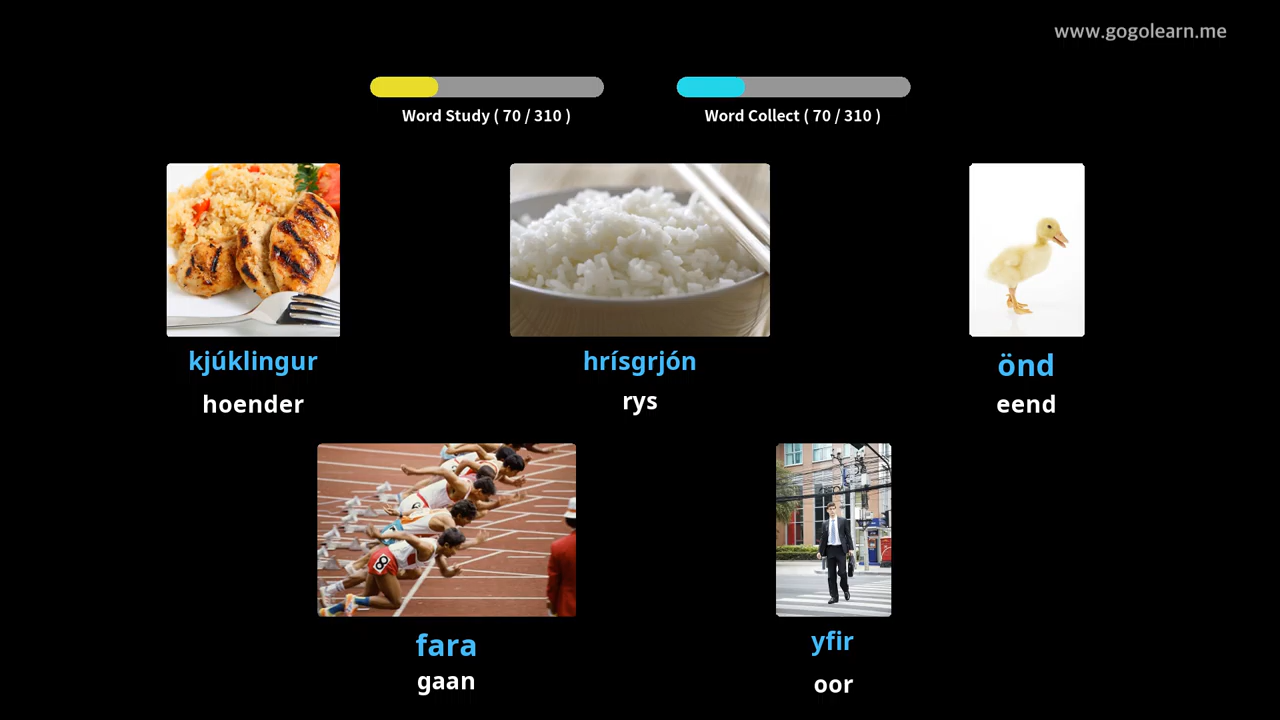 www.gogolearn.me
Word Study ( 70 / 310 )
Word Collect ( 70 / 310 )
kjúklingur
hoender
hrísgrjón
rys
önd
eend
8
fara
gaan
yfir
oor